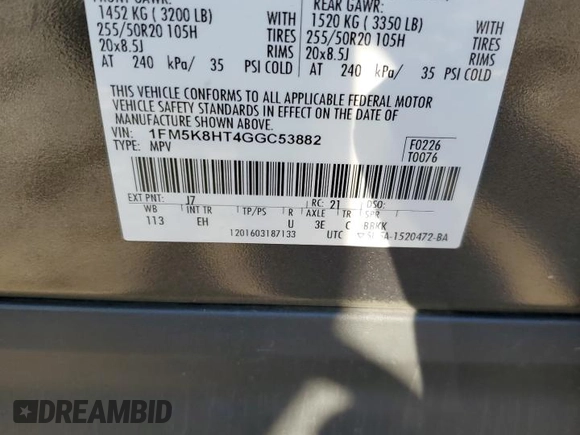 1452 KG ( 3200 LB) WITH
255/50R20 105H TIRES
20x8.5J RIMS
AT 240 kPa/ 35 PSI COLD
REAR GAWR:
1520 KG ( 3350 LB) WITH
255/50R20 105H TIRES
20x8.5J RIMS
AT 240 kPa/ 35 PSI COLD
THIS VEHICLE CONFORMS TO ALL APPLICABLE FEDERAL MOTOR
VEHICLE SAFETY STANDARDS IN EFFECT ON THE DATE OF
MANUFACTURE SHOWN ABOVE.
VIN: 1FM5K8HT4GGC53882
TYPE: MPV
F0226
T0076
EXT PNT: J7 RC: 21 DSO:
WB INT TR TP/PS R AXLE TR SPR
113 EH U 3E
1201603187133 UTC
-1520472-BA
DREAMBID